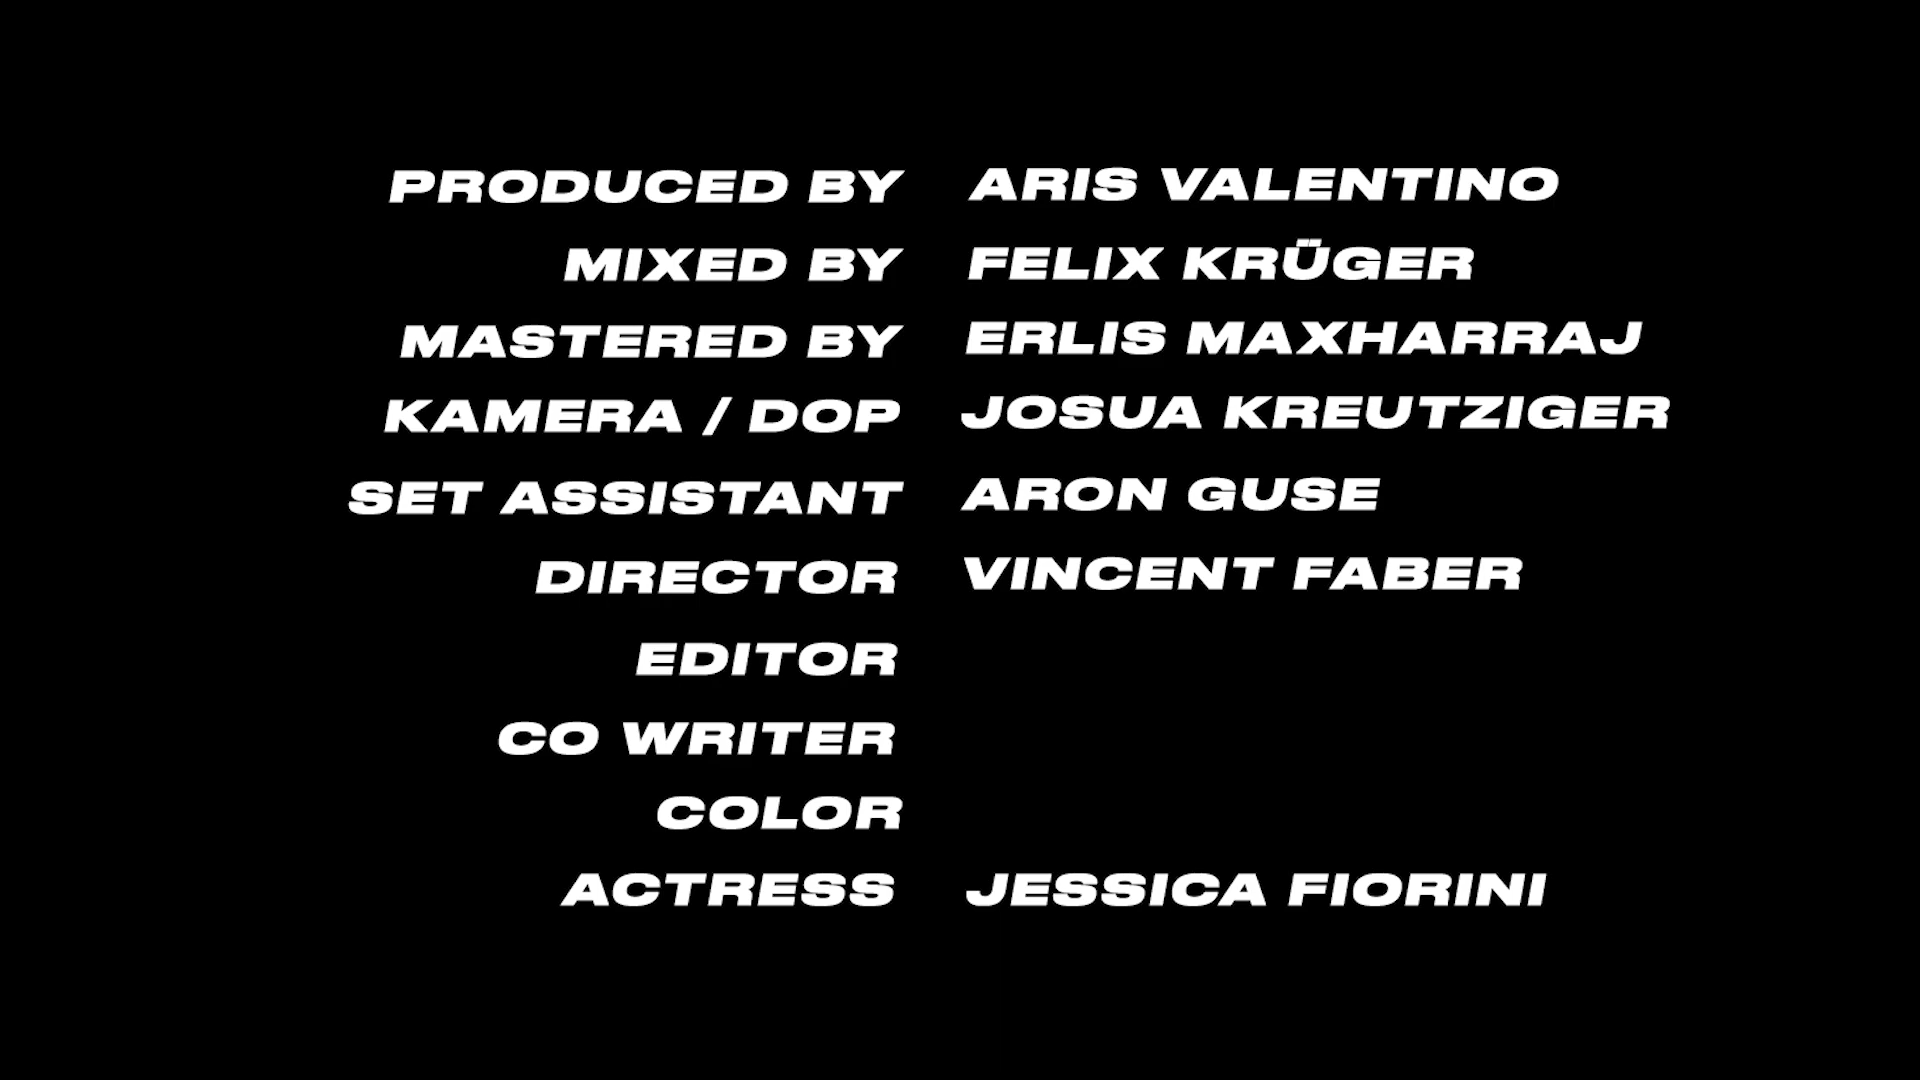 PRODUCED BY ARIS VALENTINO
MIXED BY FELIX KRÜGER
MASTERED BY ERLIS MAXHARRAJ
KAMERA / DOP JOSUA KREUTZIGER
SET ASSISTANT ARON GUSE
DIRECTOR VINCENT FABER
EDITOR
CO WRITER
COLOR
ACTRESS JESSICA FIORINI